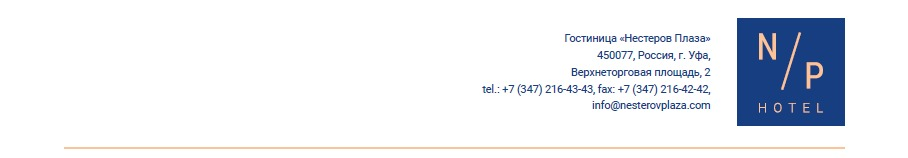 Гостиница «Нестеров Плаза»
450077, Россия, г. Уфа,
Верхнеторговая площадь, 2
tel.: +7 (347) 216-43-43, fax: +7 (347) 216-42-42,
info@nesterovplaza.com
N/P
HOTEL